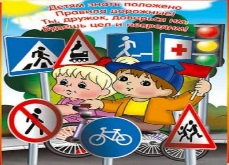 Детям знать положено
Правила дорожные!
Ты, дружок, доверься им:
Будешь цел и невредим!